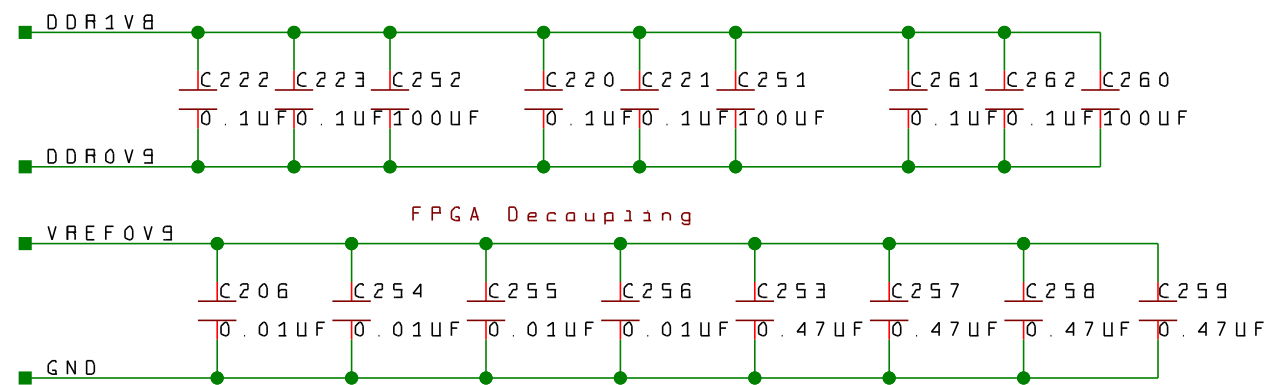 DDR1V8
C222 C223 C252 C220 C221 C251 C261 C262 C260
0.1UF 0.1UF 100UF 0.1UF 0.1UF 100UF 0.1UF 0.1UF 100UF
DDR0V9
FPGA Decoupling
VREF0V9
C206 C254 C255 C256 C253 C257 C258 C259
0.01UF 0.01UF 0.01UF 0.01UF 0.47UF 0.47UF 0.47UF 0.47UF
GND